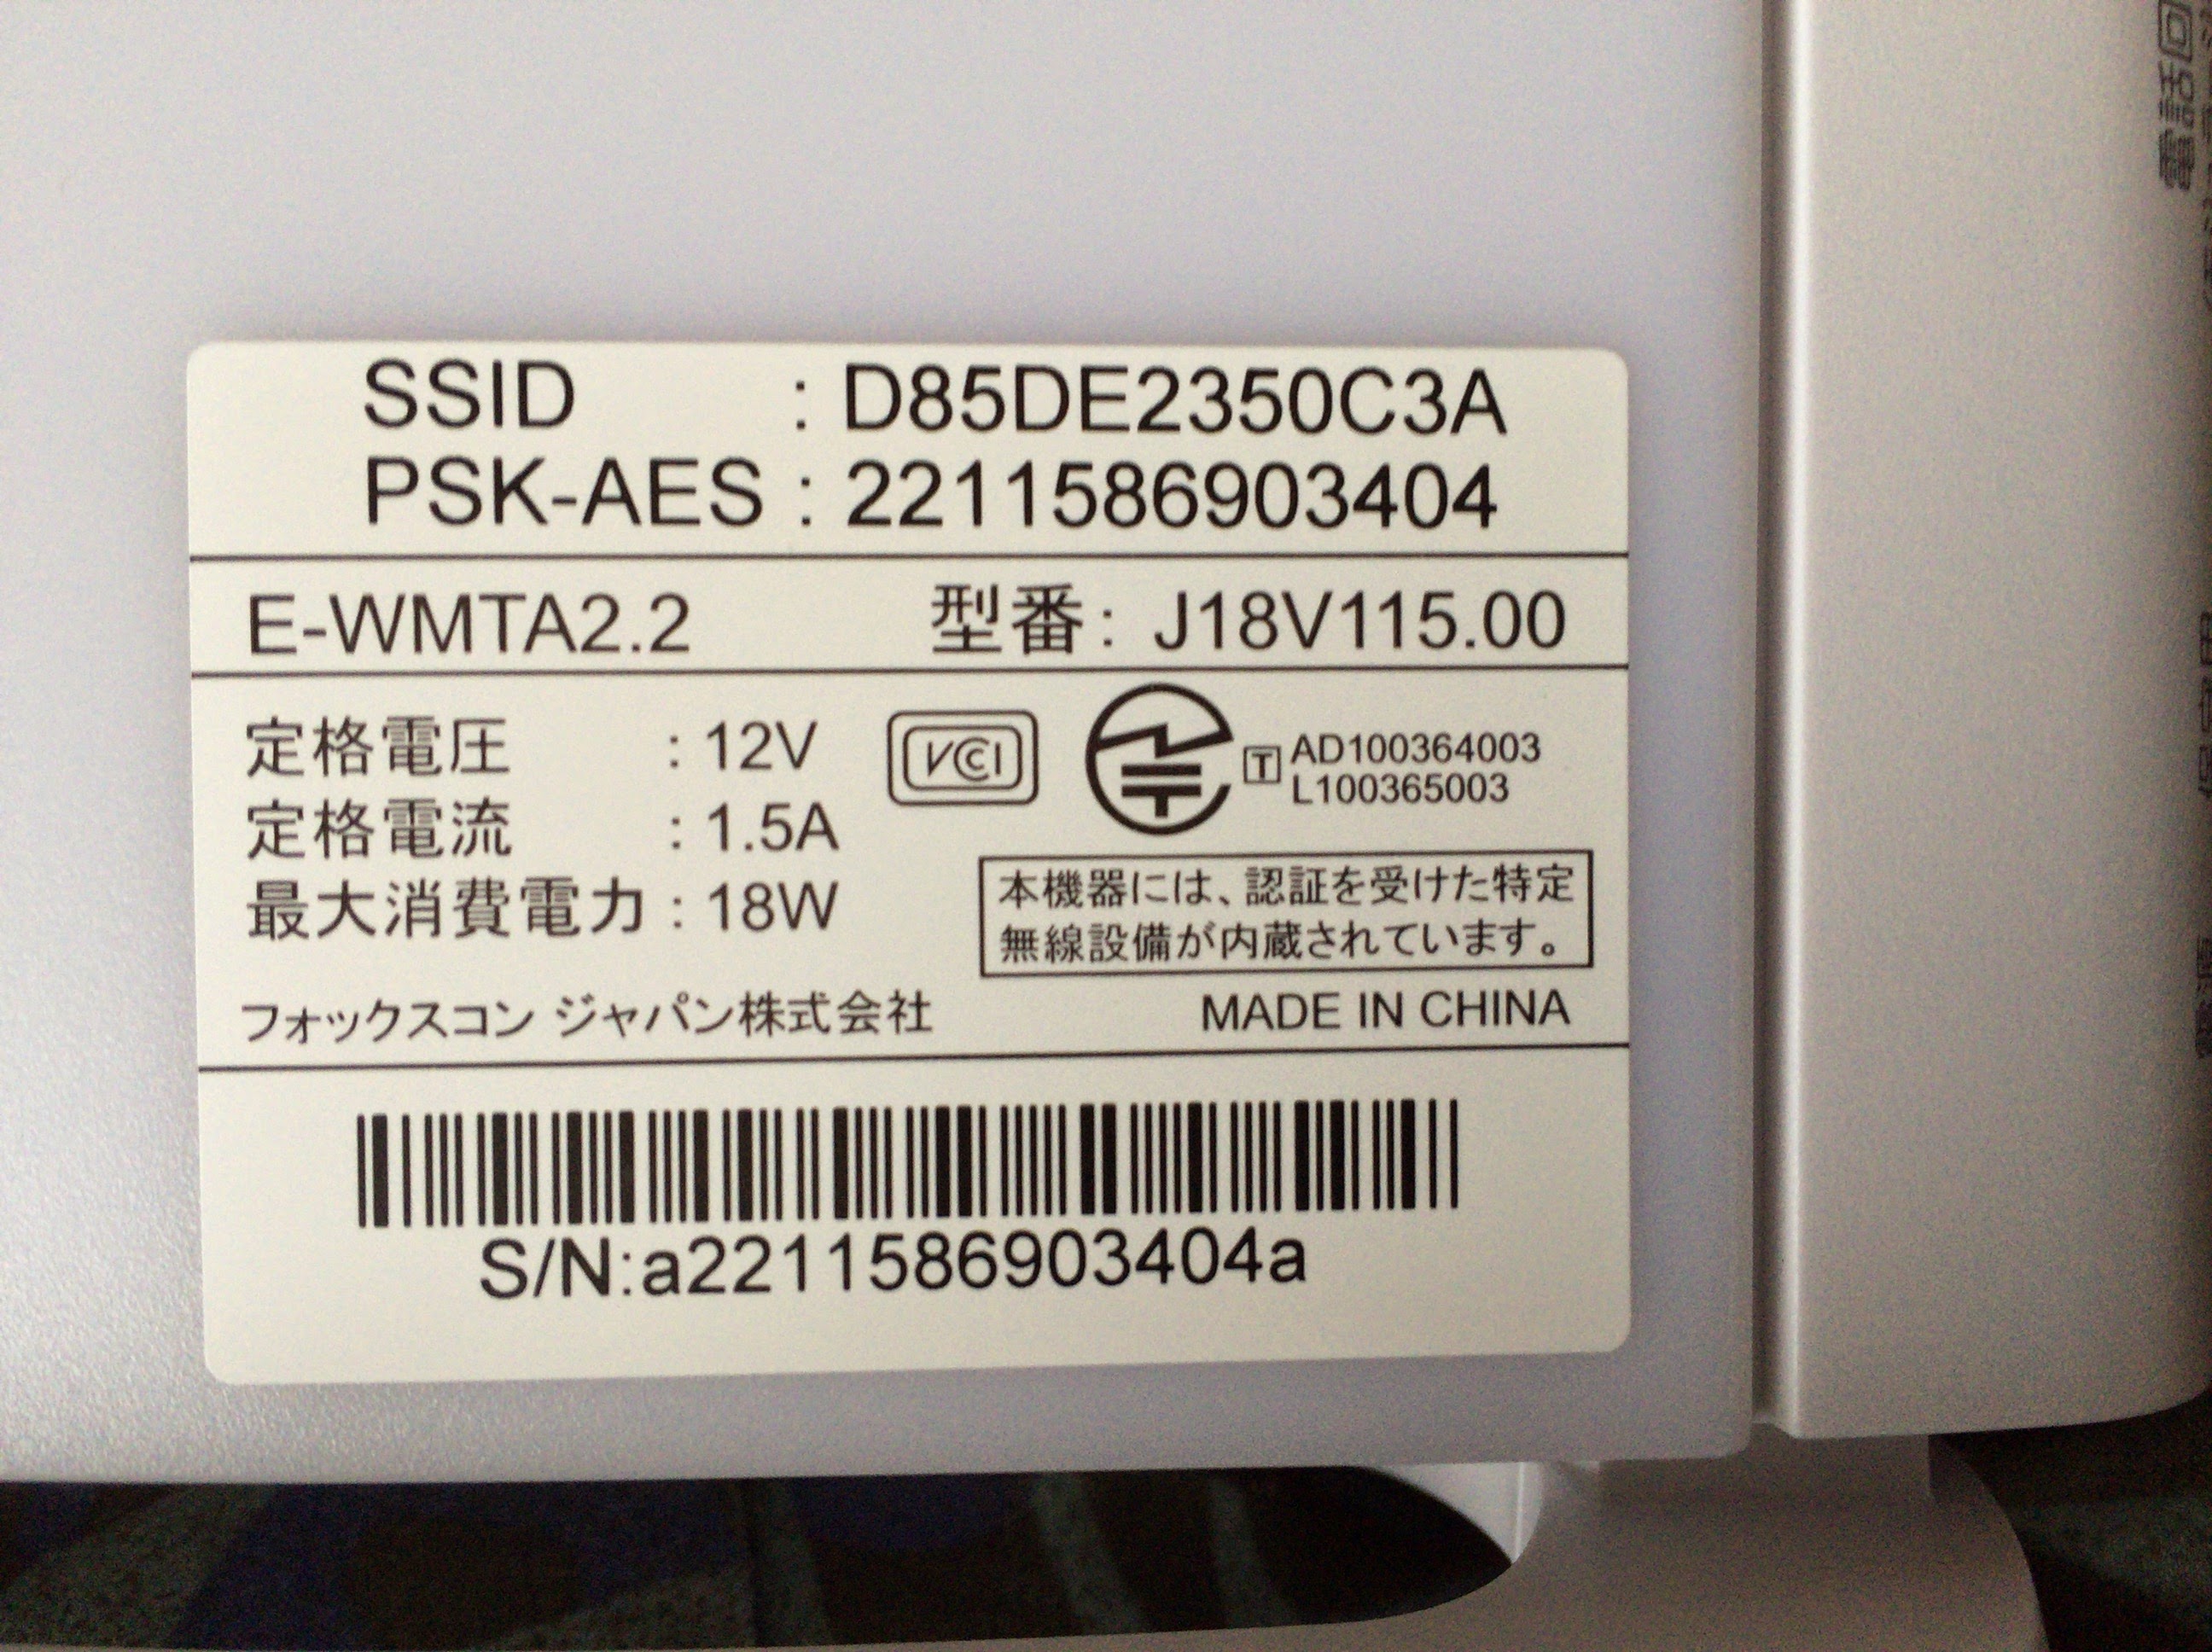 SSID : D85DE2350C3A
PSK-AES : 2211586903404
E-WMTA2.2 型番: J18V115.00
定格電圧 : 12V
定格電流 : 1.5A
最大消費電力 : 18W
VCCI
T AD100364003
L100365003
本機器には、認証を受けた特定
無線設備が内蔵されています。
フォックスコン ジャパン株式会社
MADE IN CHINA
S/N:a2211586903404a
電話回